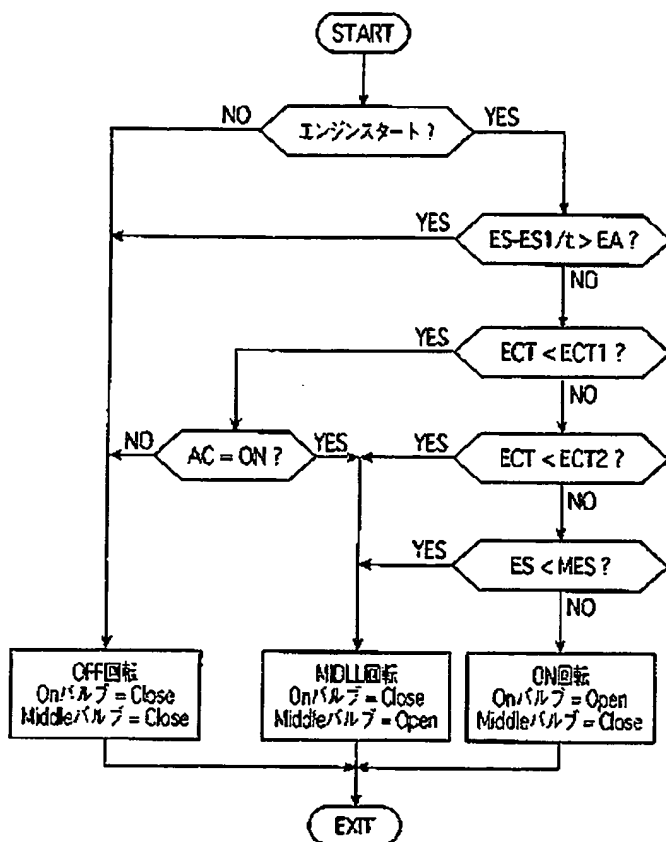 START
NO
エンジンスタート？
YES
YES
ES-ES1/t > EA？
NO
YES
ECT < ECT1？
NO
NO
AC = ON？
YES
YES
ECT < ECT2？
NO
YES
ES < MES？
NO
OFF回転
Onバルブ = Close
Middleバルブ = Close
MIDLL回転
Onバルブ = Close
Middleバルブ = Open
ON回転
Onバルブ = Open
Middleバルブ = Close
EXIT